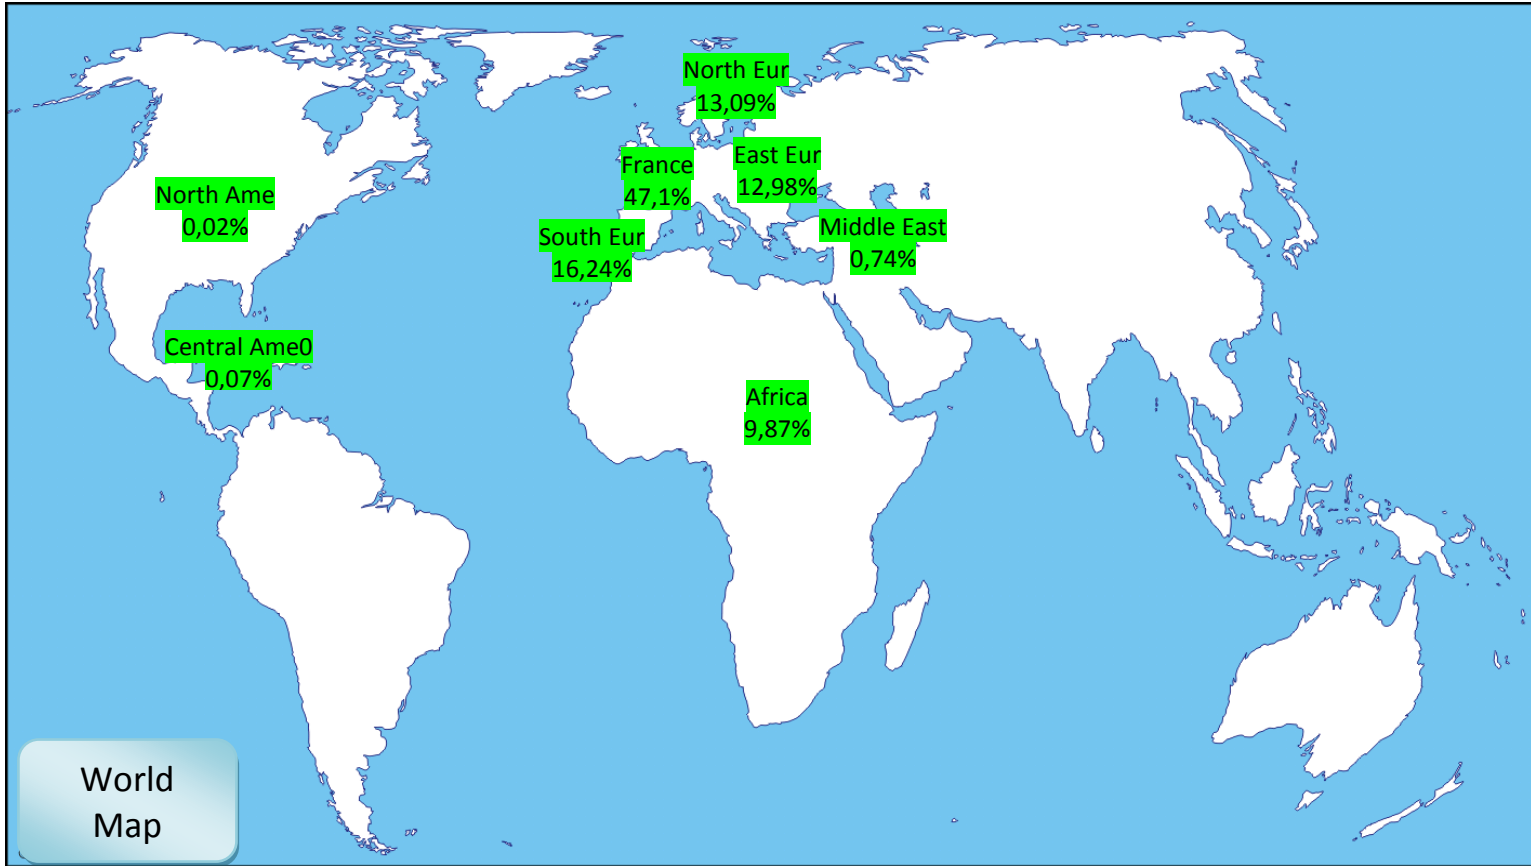 North Eur
13,09%
France
47,1%
East Eur
12,98%
North Ame
0,02%
South Eur
16,24%
Middle East
0,74%
Central Ame0
0,07%
Africa
9,87%
World
Map